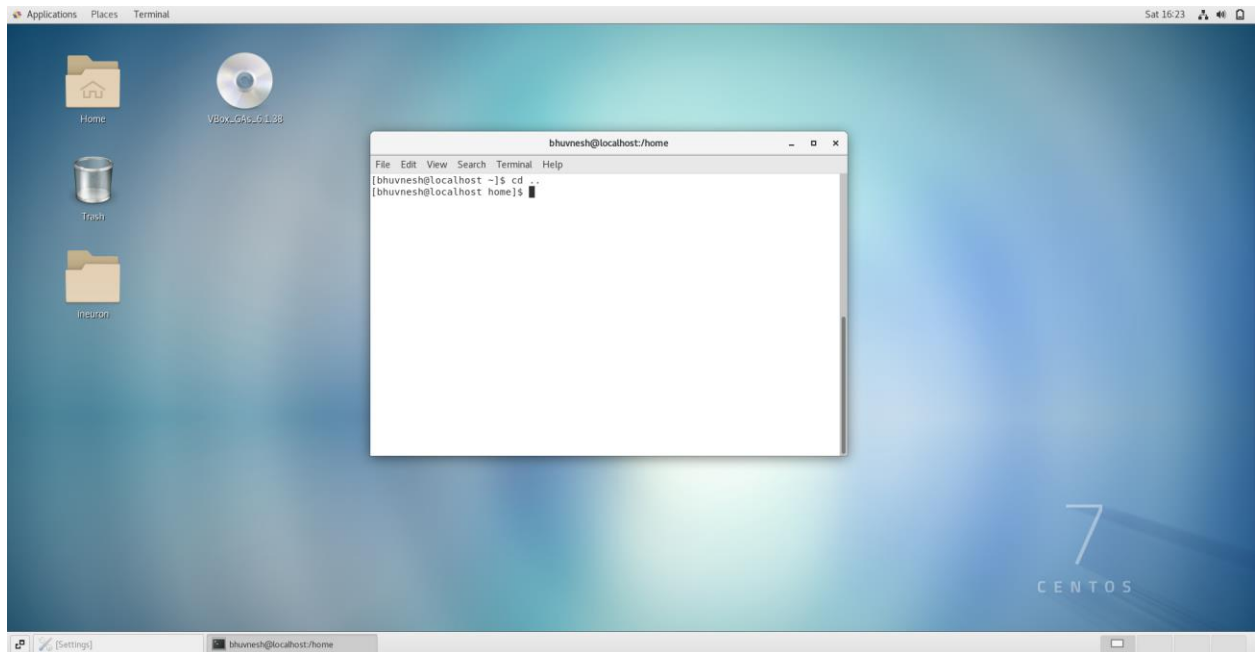 Applications Places Terminal Sat 16:23
Home
VBox_GAs_6.1.38
Trash
ineuron
bhuvnesh@localhost:/home
File Edit View Search Terminal Help
[bhuvnesh@localhost ~]$ cd ..
[bhuvnesh@localhost home]$
7
CENTOS
[Settings] bhuvnesh@localhost:/home